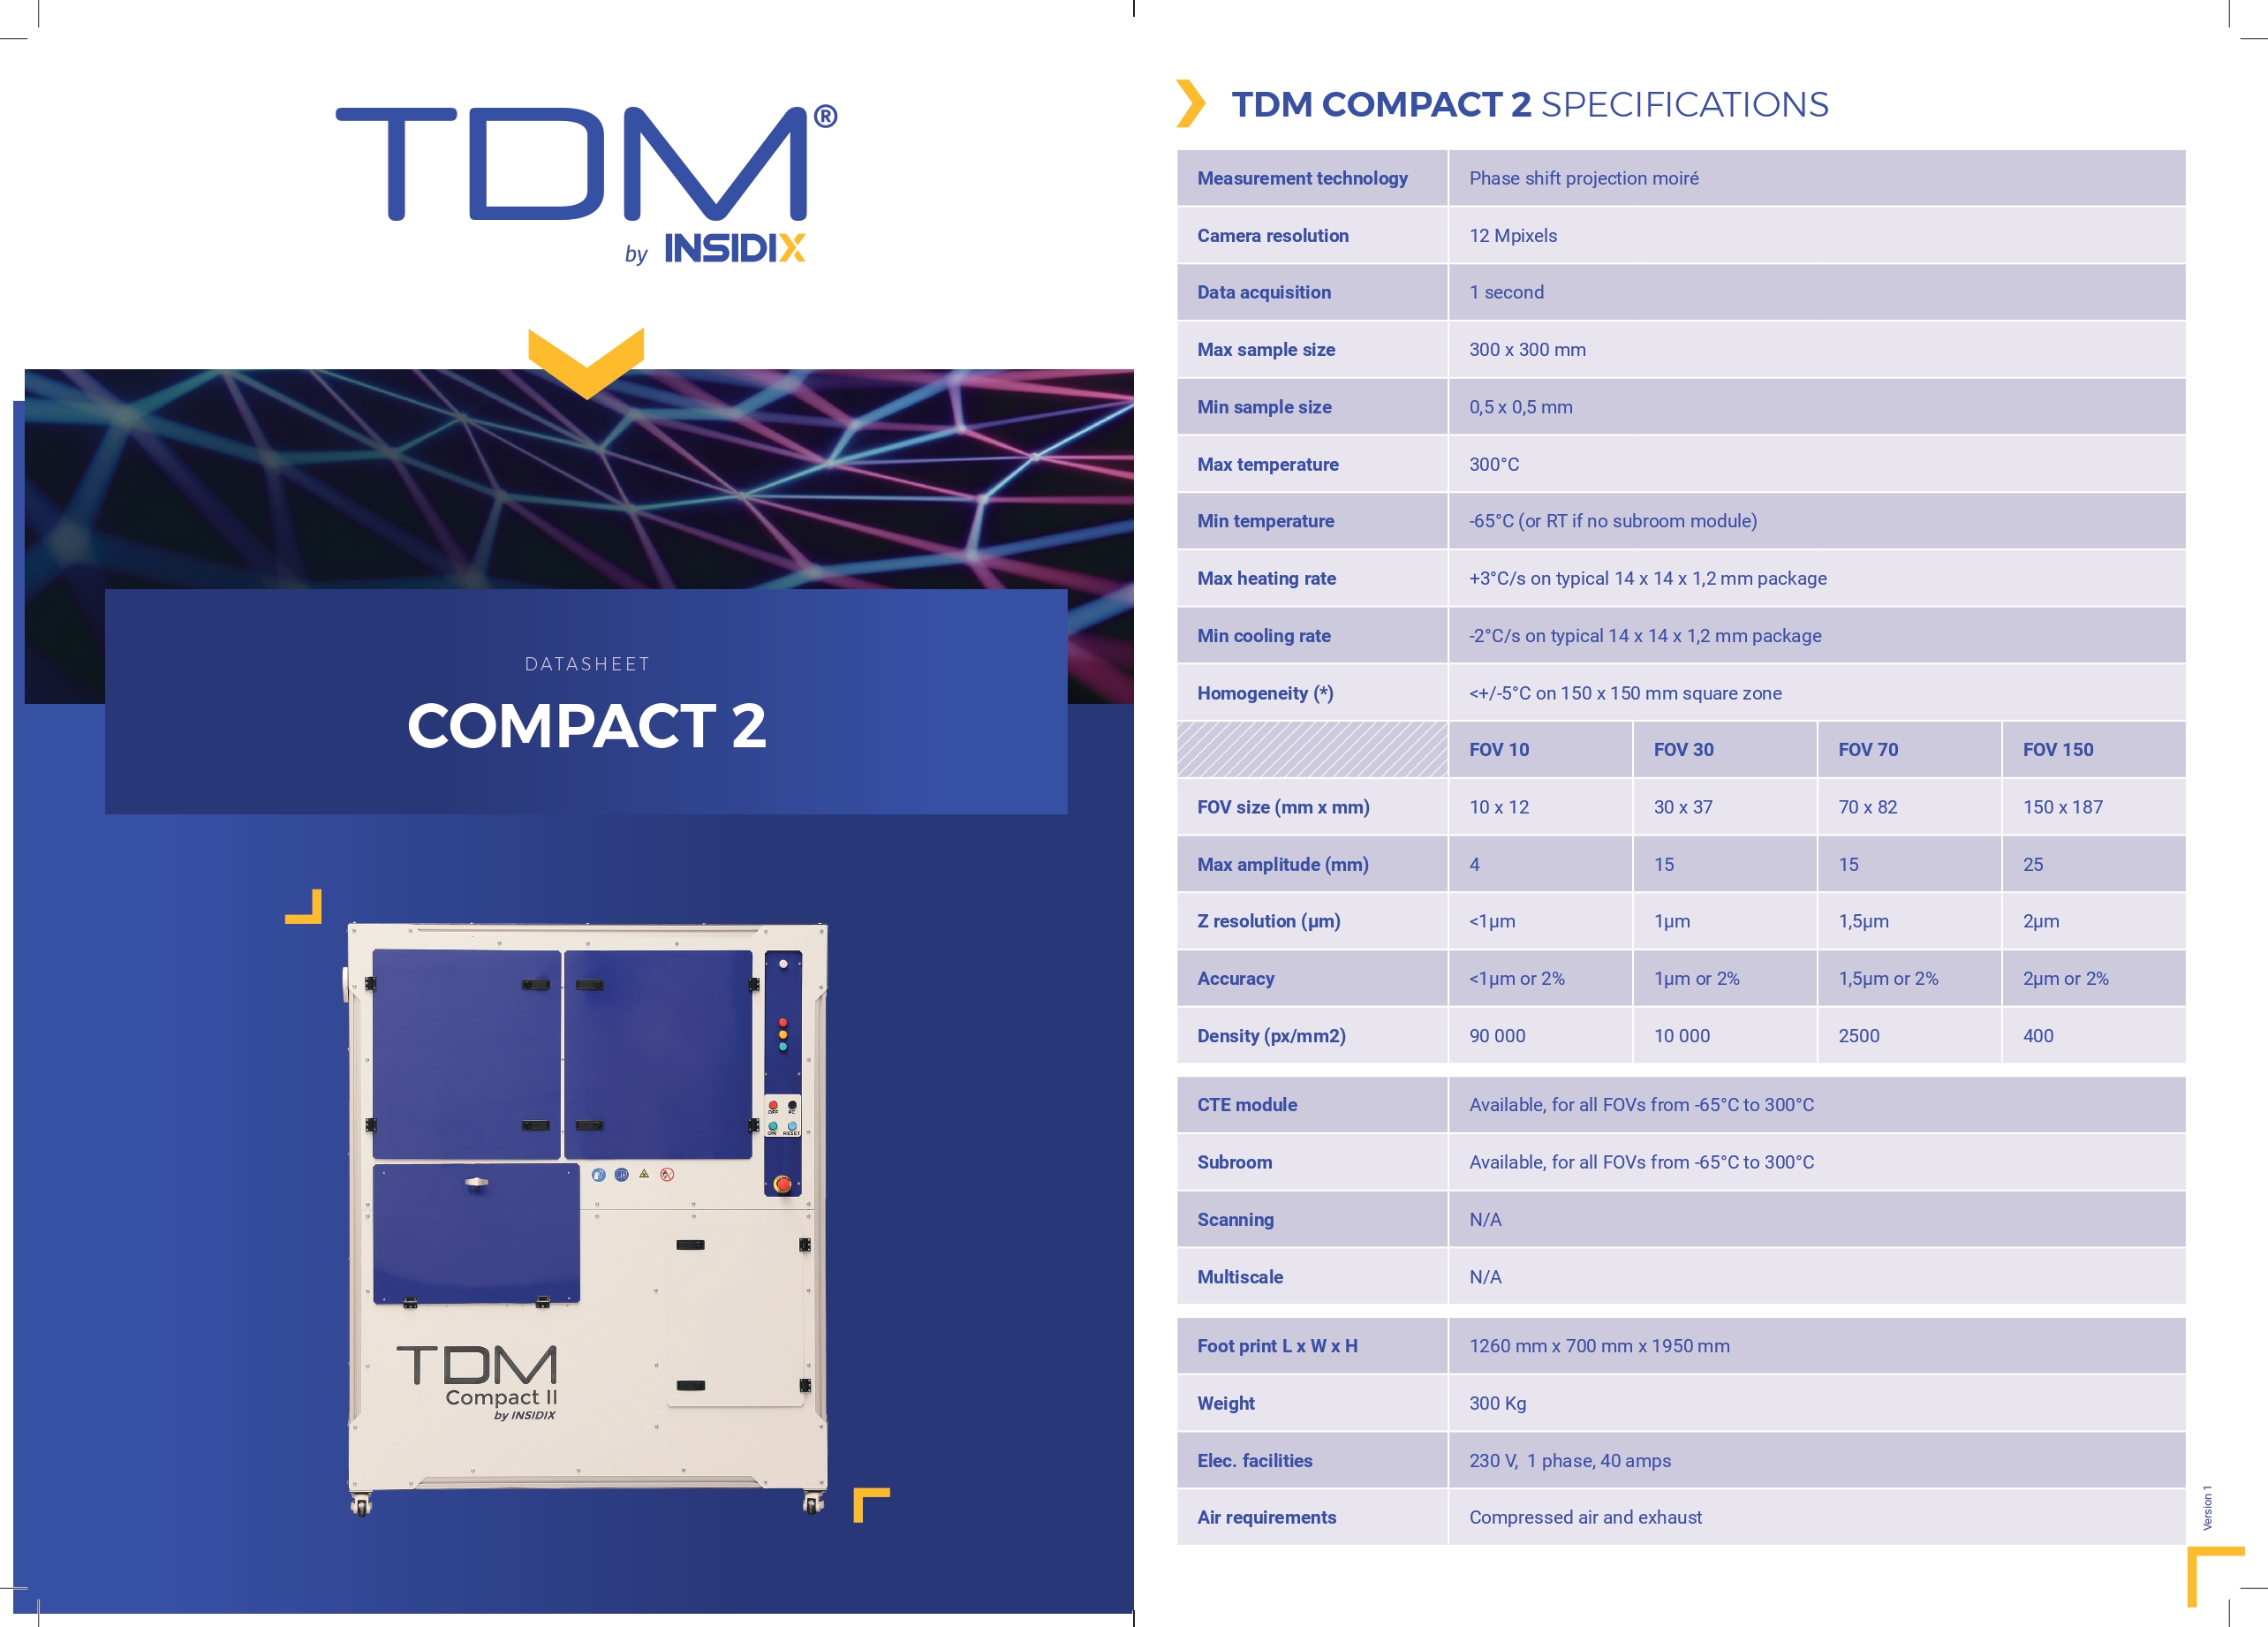 TDM®
by INSIDIX
DATASHEET
COMPACT 2
OFF PC
ON RESET
TDM
Compact II
by INSIDIX
TDM COMPACT 2 SPECIFICATIONS
Measurement technology Phase shift projection moiré
Camera resolution 12 Mpixels
Data acquisition 1 second
Max sample size 300 x 300 mm
Min sample size 0,5 x 0,5 mm
Max temperature 300°C
Min temperature -65°C (or RT if no subroom module)
Max heating rate +3°C/s on typical 14 x 14 x 1,2 mm package
Min cooling rate -2°C/s on typical 14 x 14 x 1,2 mm package
Homogeneity (*) <+/-5°C on 150 x 150 mm square zone
FOV 10 FOV 30 FOV 70 FOV 150
FOV size (mm x mm) 10 x 12 30 x 37 70 x 82 150 x 187
Max amplitude (mm) 4 15 15 25
Z resolution (µm) <1µm 1µm 1,5µm 2µm
Accuracy <1µm or 2% 1µm or 2% 1,5µm or 2% 2µm or 2%
Density (px/mm2) 90 000 10 000 2500 400
CTE module Available, for all FOVs from -65°C to 300°C
Subroom Available, for all FOVs from -65°C to 300°C
Scanning N/A
Multiscale N/A
Foot print L x W x H 1260 mm x 700 mm x 1950 mm
Weight 300 Kg
Elec. facilities 230 V, 1 phase, 40 amps
Air requirements Compressed air and exhaust
Version 1